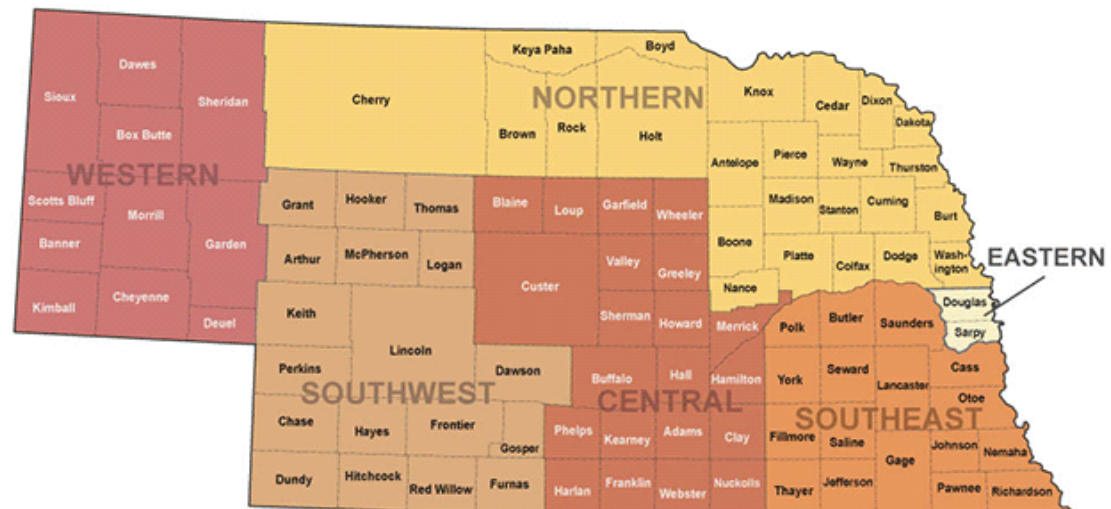 Keya Paha
Boyd
Sioux
Dawes
Sheridan
Cherry
NORTHERN
Knox
Cedar
Dixon
Dakota
Box Butte
Brown
Rock
Holt
Antelope
Pierce
Wayne
Thurston
WESTERN
Scotts Bluff
Morrill
Grant
Hooker
Thomas
Blaine
Loup
Garfield
Wheeler
Madison
Stanton
Cuming
Burt
Banner
Garden
Arthur
McPherson
Logan
Custer
Valley
Greeley
Boone
Platte
Colfax
Dodge
Wash-
ington
EASTERN
Kimball
Cheyenne
Deuel
Keith
Lincoln
Sherman
Howard
Nance
Merrick
Polk
Butler
Saunders
Douglas
Sarpy
Perkins
SOUTHWEST
Dawson
Buffalo
Hall
Hamilton
CENTRAL
York
Seward
Lancaster
Cass
Otoe
SOUTHEAST
Chase
Hayes
Frontier
Gosper
Phelps
Kearney
Adams
Clay
Fillmore
Saline
Gage
Johnson
Nemaha
Dundy
Hitchcock
Red Willow
Furnas
Harlan
Franklin
Webster
Nuckolls
Thayer
Jefferson
Pawnee
Richardson